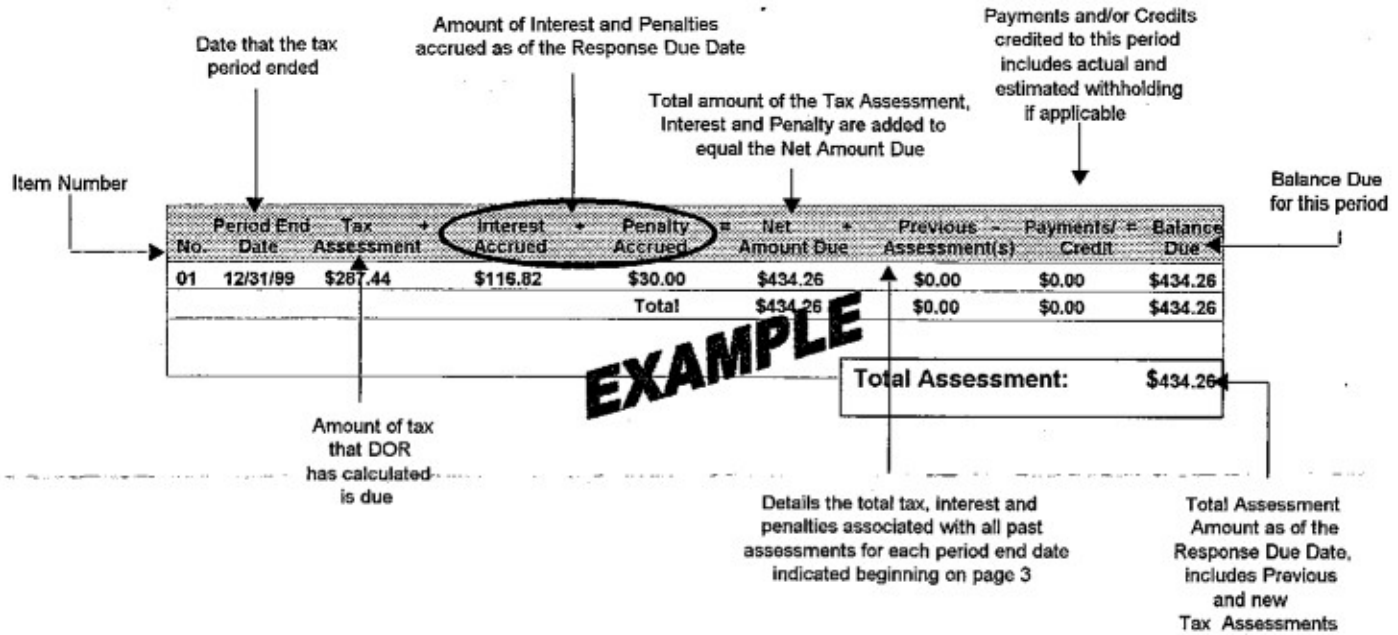 Date that the tax
period ended
Amount of Interest and Penalties
accrued as of the Response Due Date
Total amount of the Tax Assessment,
Interest and Penalty are added to
equal the Net Amount Due
Payments and/or Credits
credited to this period
includes actual and
estimated withholding
if applicable
Item Number
Balance Due
for this period
Period End Tax + Interest + Penalty = Net + Previous - Payments/ = Balance
No. Date Assessment Accrued Accrued Amount Due Assessment(s) Credit Due
01 12/31/99 $287.44 $116.82 $30.00 $434.26 $0.00 $0.00 $434.26
Total $434.26 $0.00 $0.00 $434.26
EXAMPLE
Total Assessment: $434.26
Amount of tax
that DOR
has calculated
is due
Details the total tax, interest and
penalties associated with all past
assessments for each period end date
indicated beginning on page 3
Total Assessment
Amount as of the
Response Due Date,
includes Previous
and new
Tax Assessments